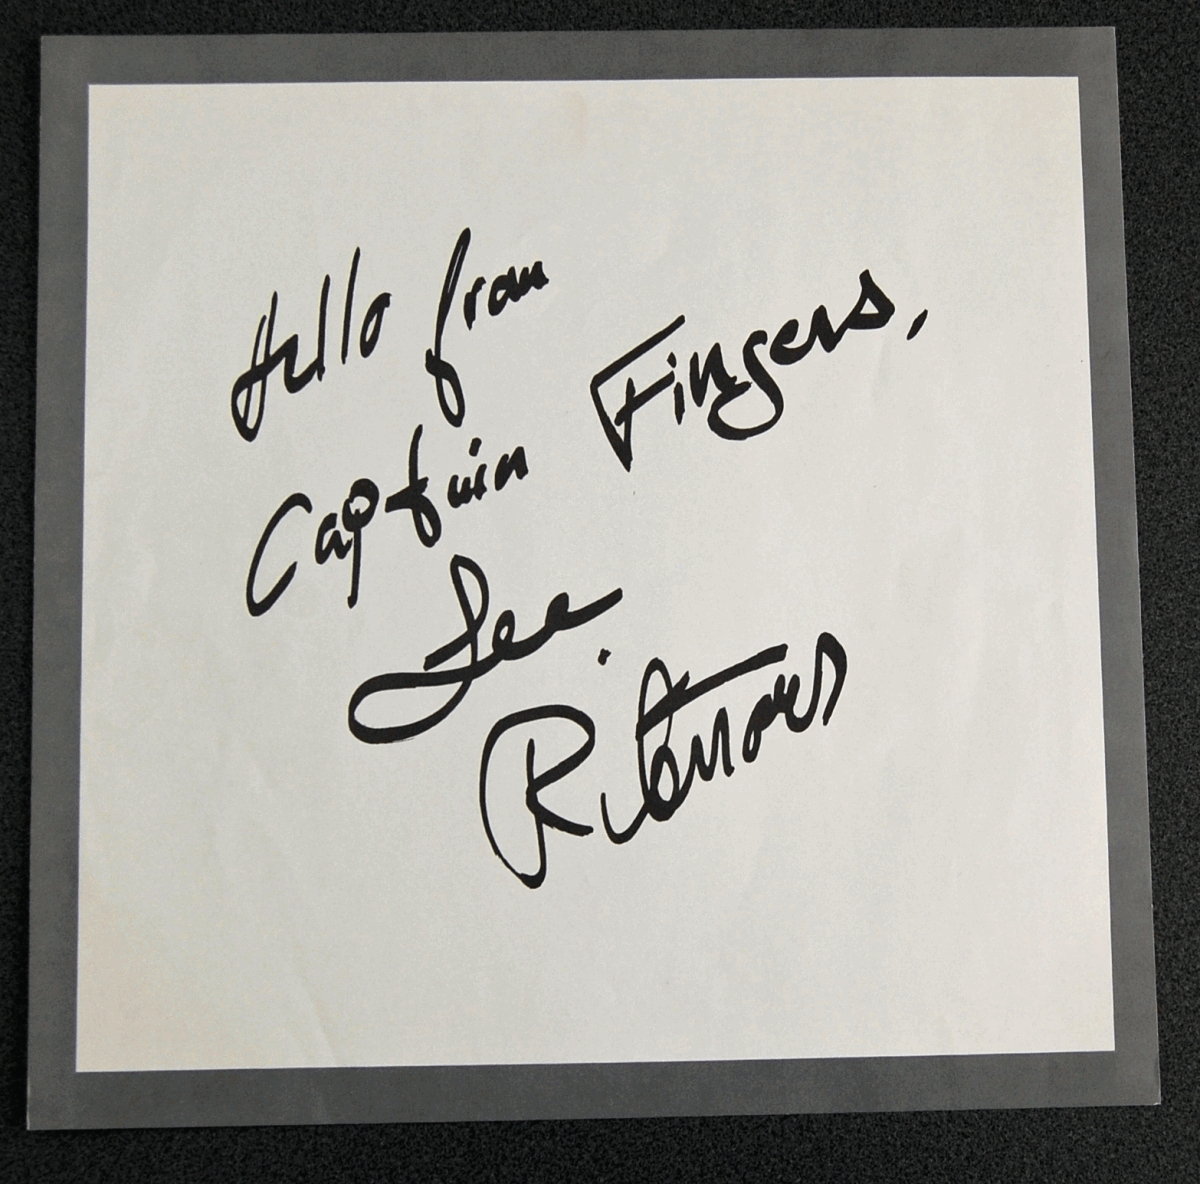 Hello from
Captain Fingers,
Lee
Ritenour